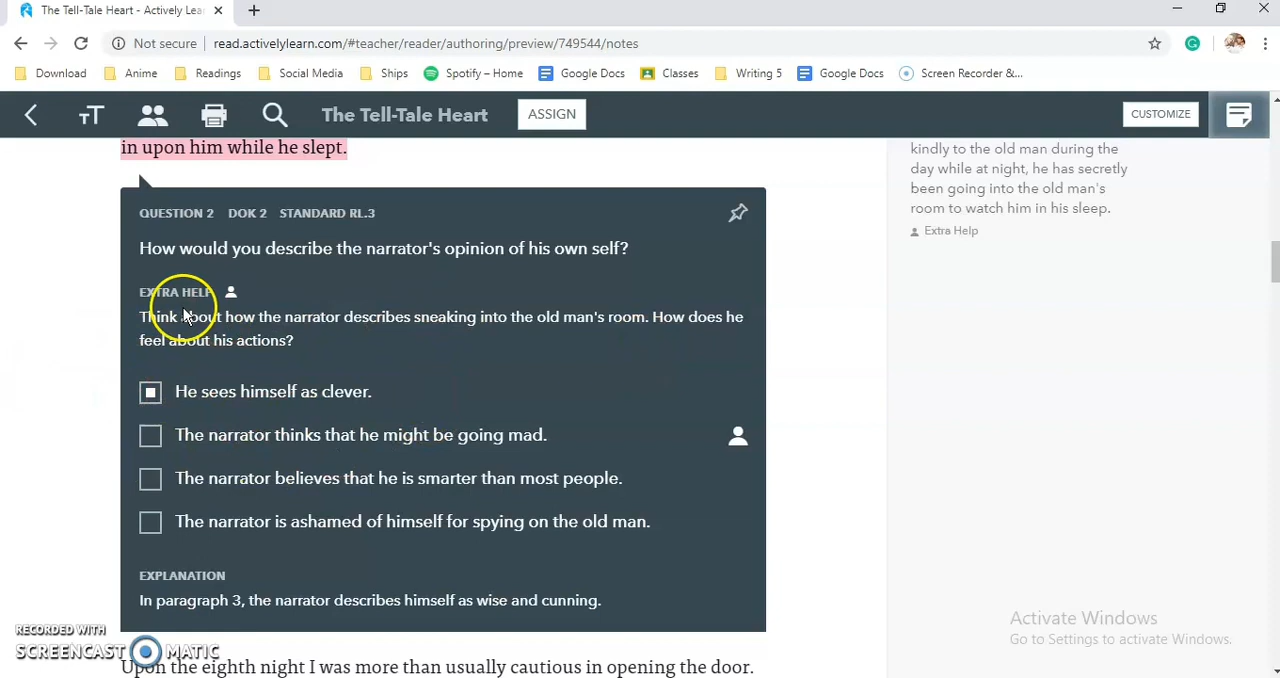 The Tell-Tale Heart - Actively Lea
Not secure
read.activelylearn.com/#teacher/reader/authoring/preview/749544/notes
Download
Anime
Readings
Social Media
Ships
Spotify – Home
Google Docs
Classes
Writing 5
Google Docs
Screen Recorder &...
TT
The Tell-Tale Heart
ASSIGN
CUSTOMIZE
in upon him while he slept.
QUESTION 2 DOK 2 STANDARD RL.3
How would you describe the narrator's opinion of his own self?
EXTRA HELP
Think about how the narrator describes sneaking into the old man's room. How does he
feel about his actions?
He sees himself as clever.
The narrator thinks that he might be going mad.
The narrator believes that he is smarter than most people.
The narrator is ashamed of himself for spying on the old man.
EXPLANATION
In paragraph 3, the narrator describes himself as wise and cunning.
Upon the eighth night I was more than usually cautious in opening the door.
kindly to the old man during the
day while at night, he has secretly
been going into the old man's
room to watch him in his sleep.
Extra Help
Activate Windows
Go to Settings to activate Windows.
RECORDED WITH
SCREENCAST MATIC